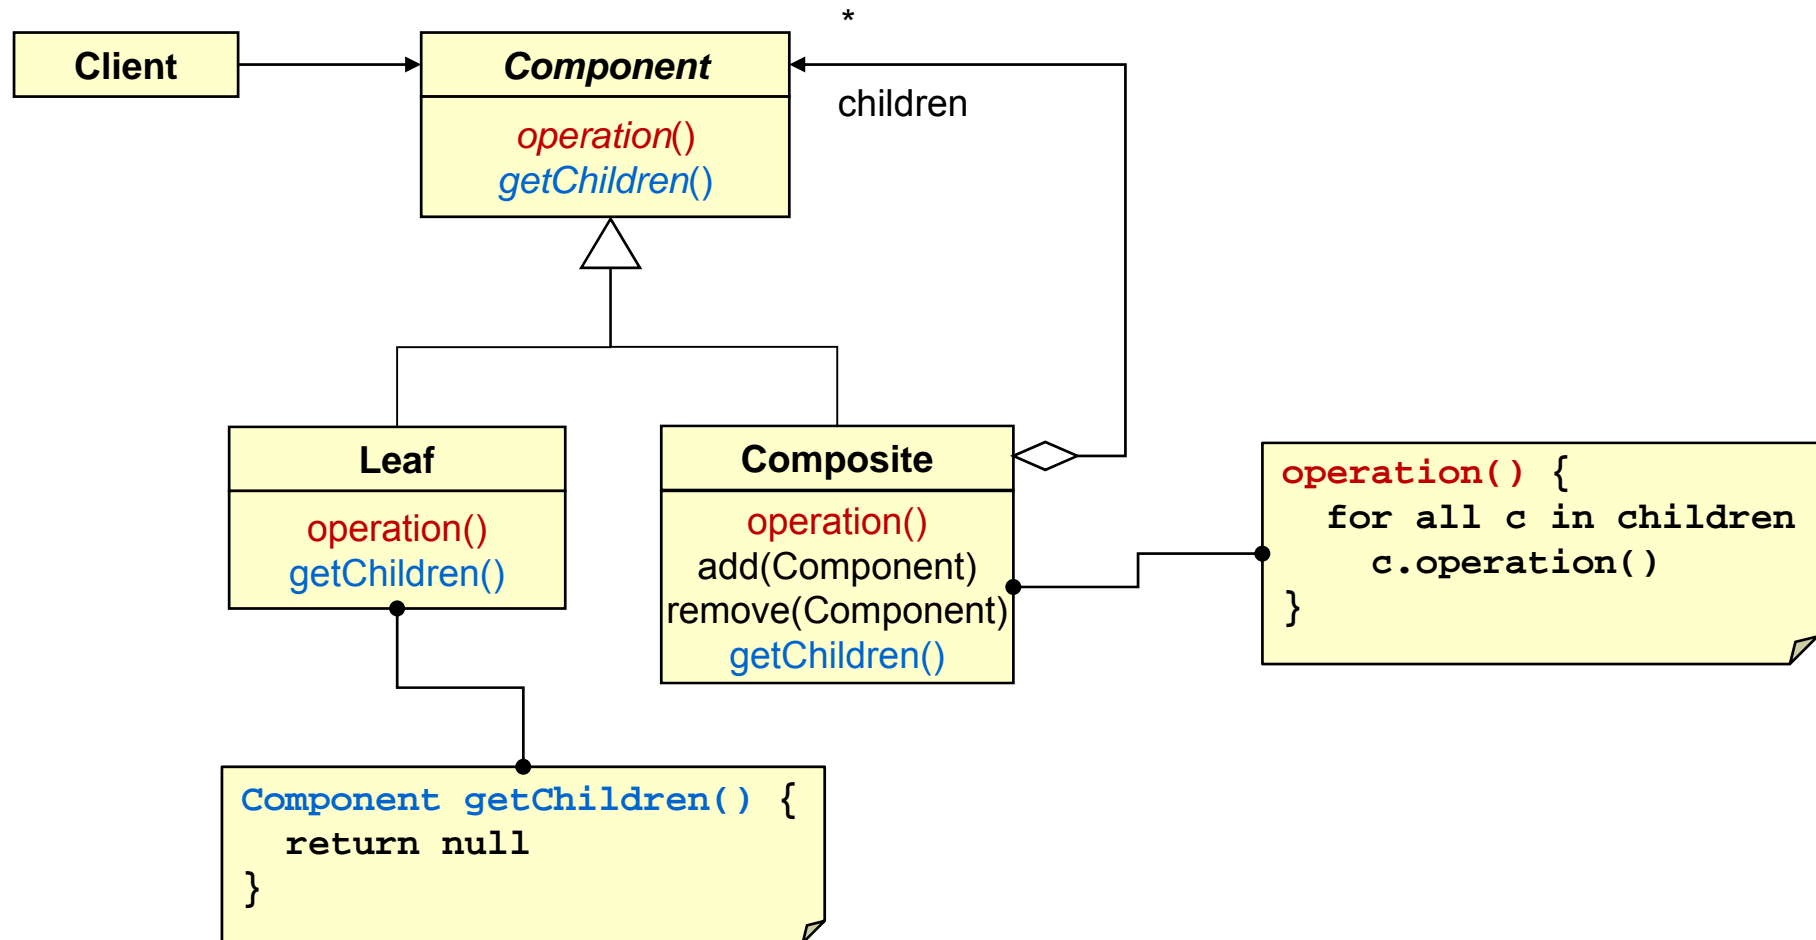 *
Client
Component
children
operation()
getChildren()
Leaf
operation()
getChildren()
Composite
operation()
add(Component)
remove(Component)
getChildren()
operation() {
for all c in children
c.operation()
}
Component getChildren() {
return null
}